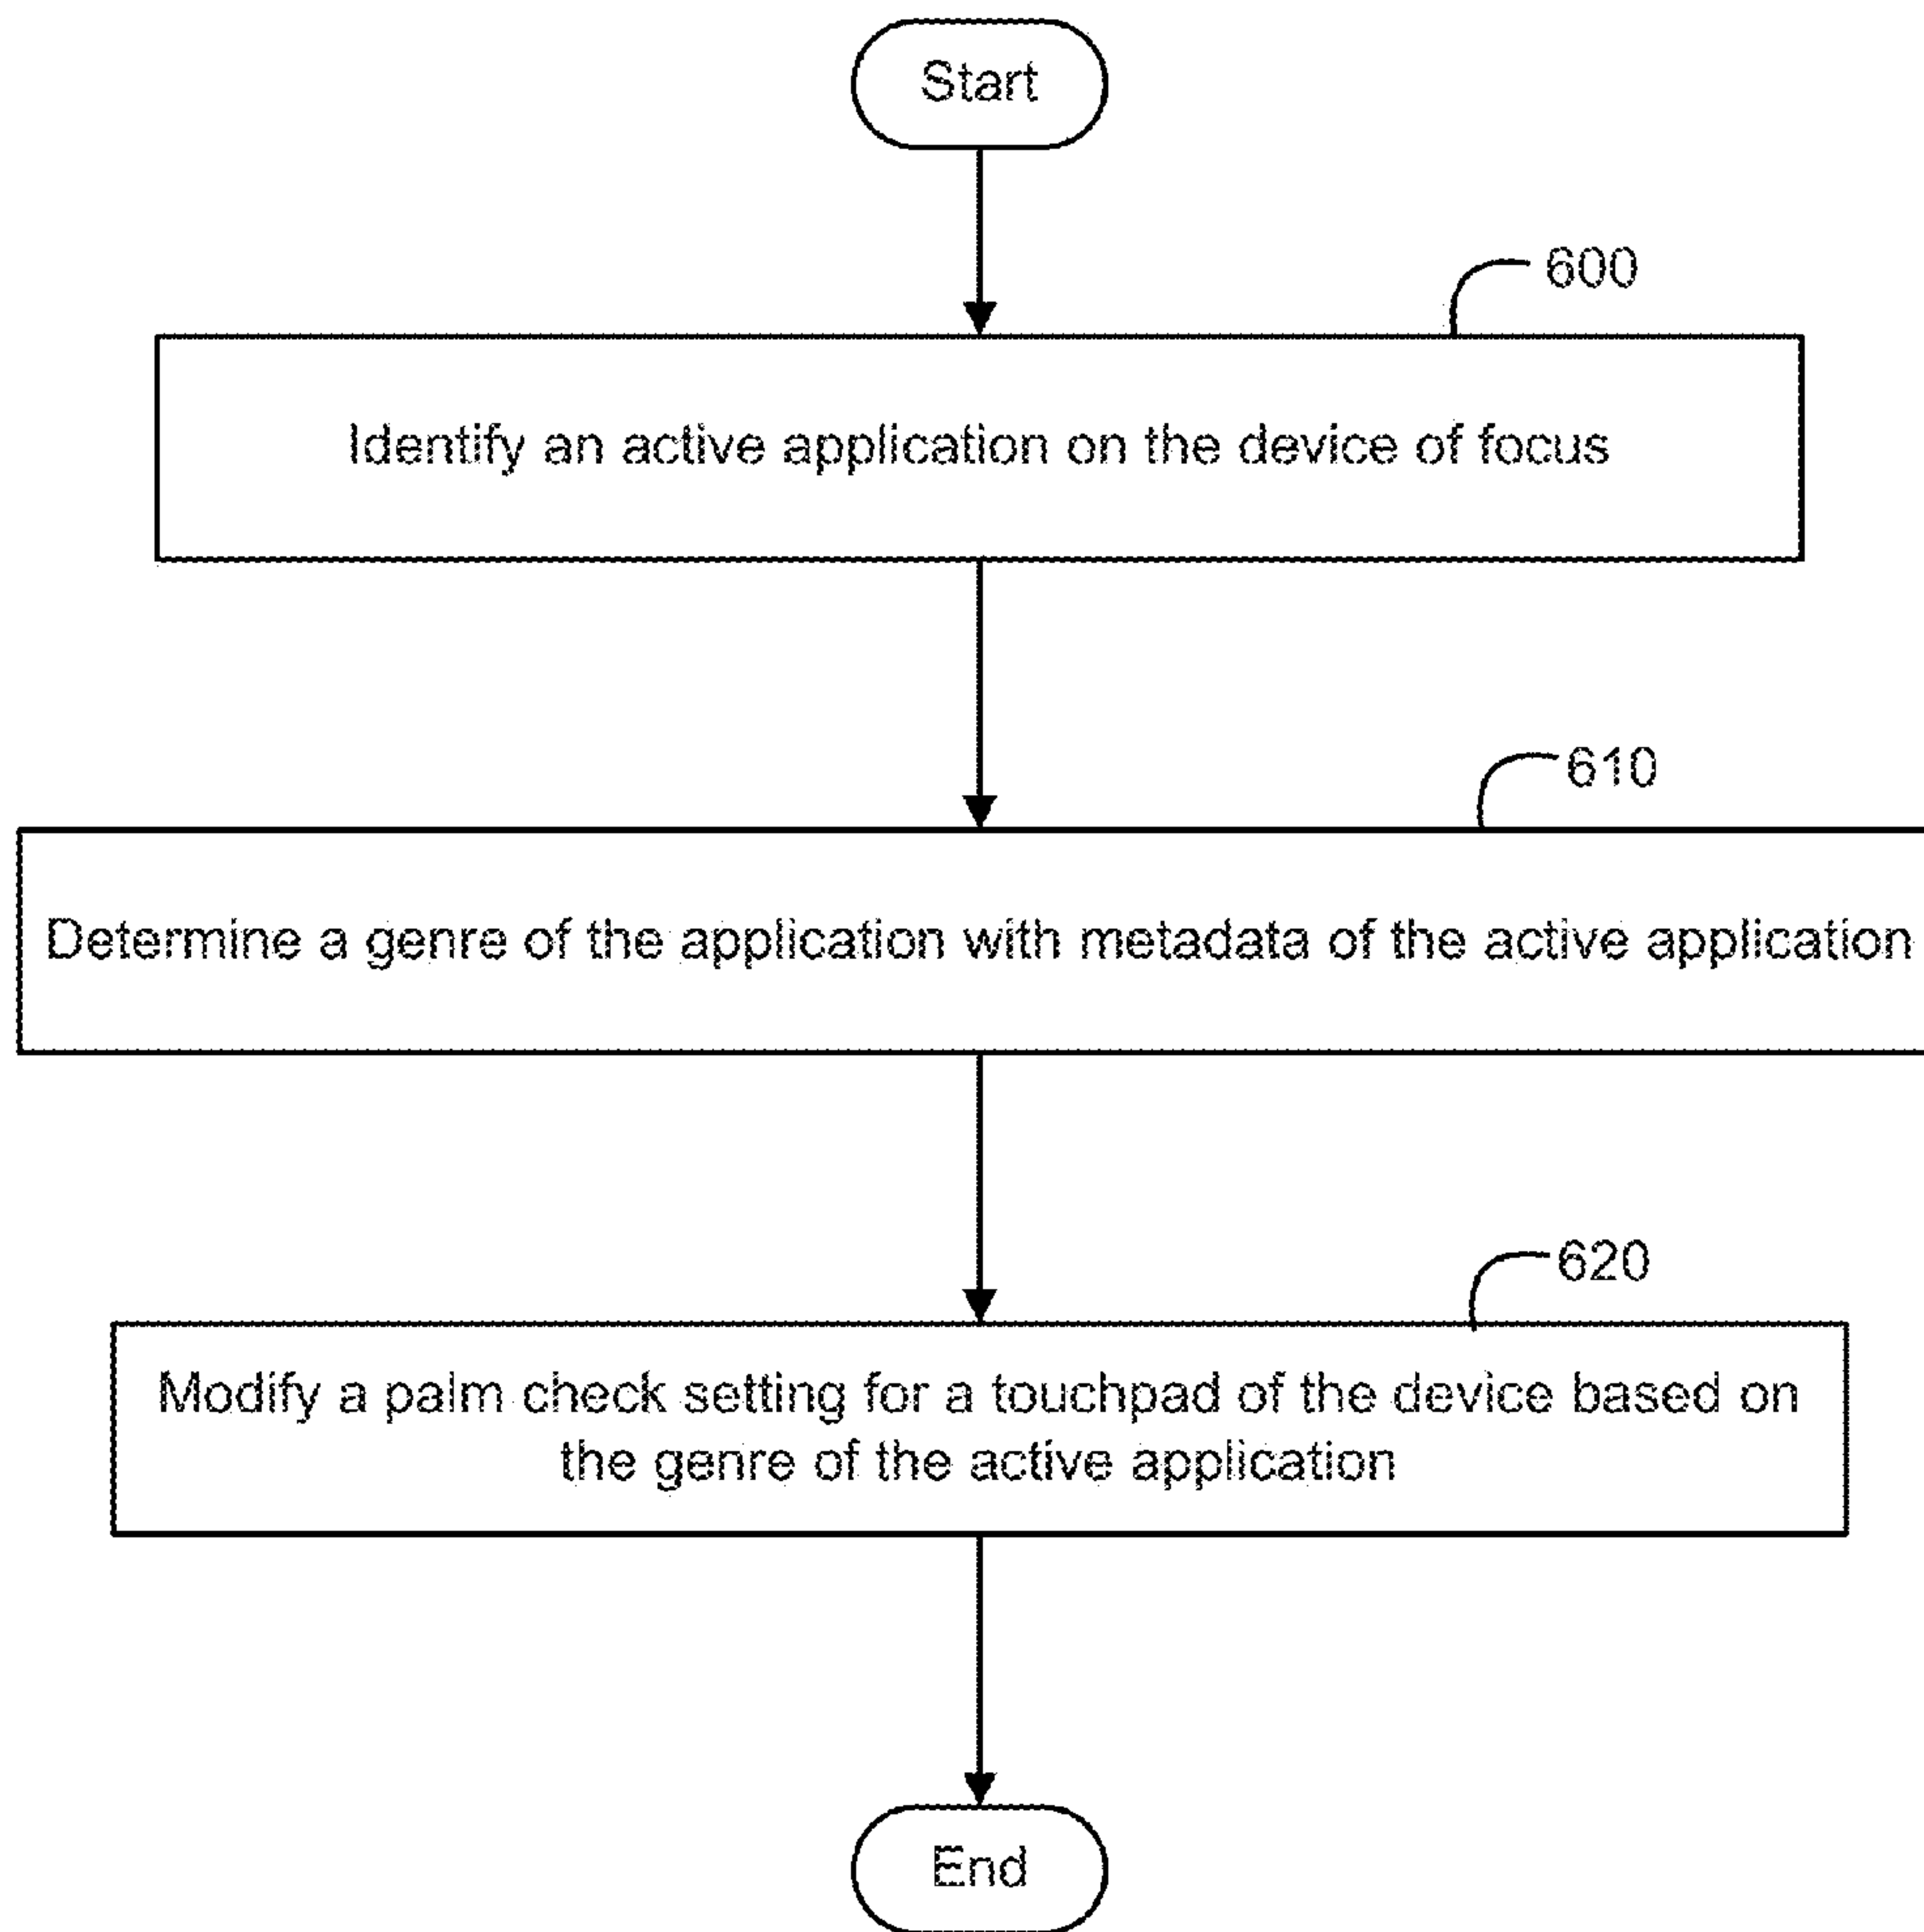 Start
600
Identify an active application on the device of focus
610
Determine a genre of the application with metadata of the active application
620
Modify a palm check setting for a touchpad of the device based on
the genre of the active application
End